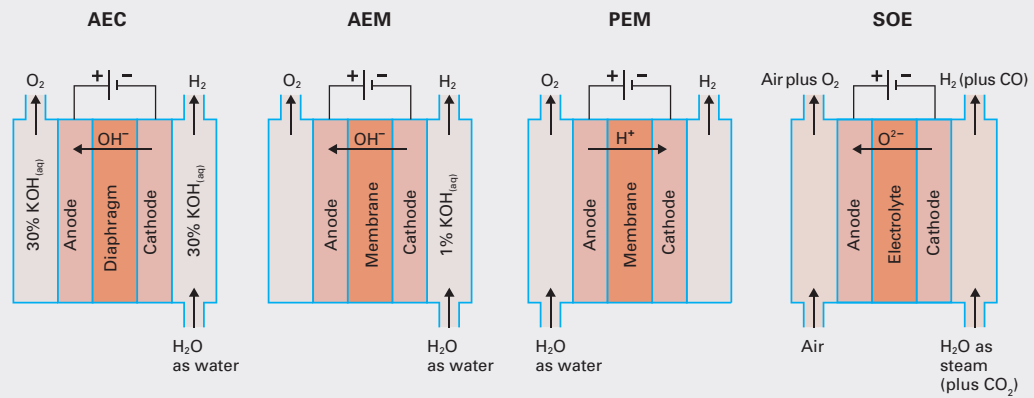 AEC
O₂
H₂
+ −
OH⁻
30% KOH(aq)
Anode
Diaphragm
Cathode
30% KOH(aq)
H₂O
as water
AEM
O₂
H₂
+ −
OH⁻
Anode
Membrane
Cathode
1% KOH(aq)
H₂O
as water
PEM
O₂
H₂
+ −
H⁺
Anode
Membrane
Cathode
H₂O
as water
SOE
Air plus O₂
H₂ (plus CO)
+ −
O²⁻
Anode
Electrolyte
Cathode
Air
H₂O as
steam
(plus CO₂)